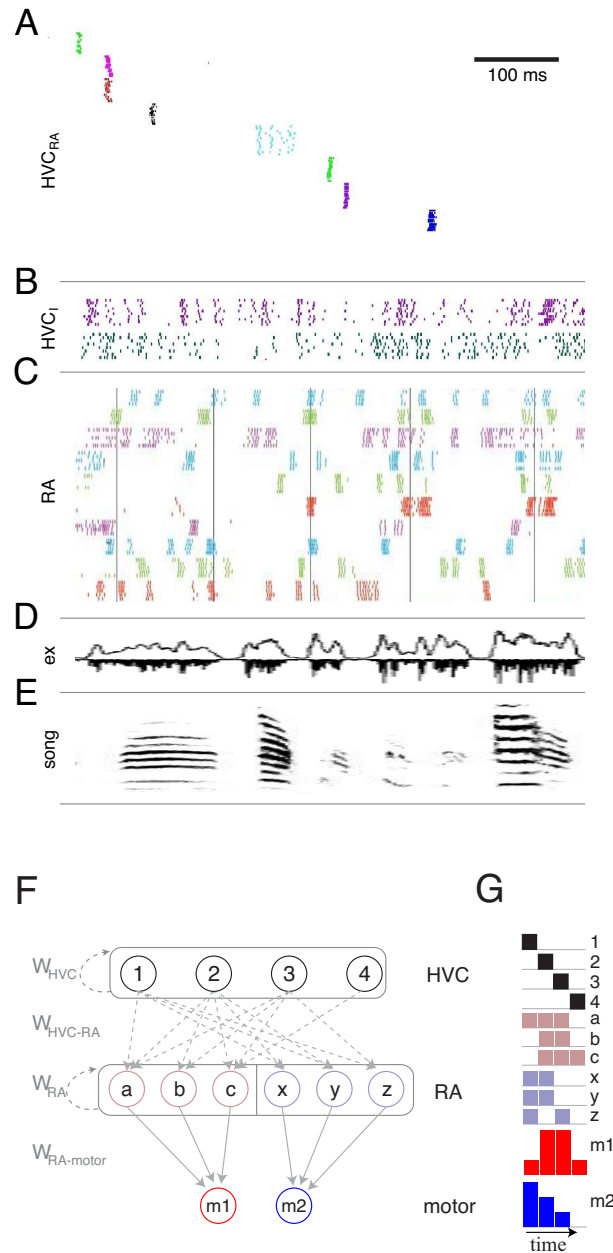 A
100 ms
HVCRA
B
HVCI
C
RA
D
ex
E
song
F
G
WHVC
1 2 3 4
HVC
WHVC-RA
WRA
a b c x y z
RA
WRA-motor
m1 m2
motor
1
2
3
4
a
b
c
x
y
z
m1
m2
time